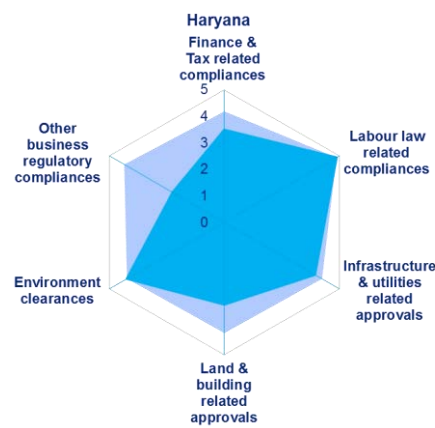 Haryana
Finance &
Tax related
compliances
5
4
3
2
1
0
Labour law
related
compliances
Infrastructure
& utilities
related
approvals
Land &
building
related
approvals
Environment
clearances
Other
business
regulatory
compliances